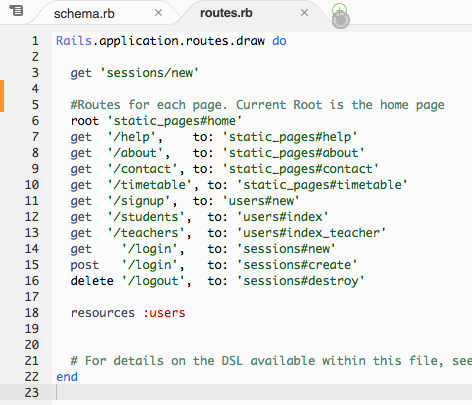 schema.rb × routes.rb ×
1 Rails.application.routes.draw do
2
3 get 'sessions/new'
4
5 #Routes for each page. Current Root is the home page
6 root 'static_pages#home'
7 get '/help', to: 'static_pages#help'
8 get '/about', to: 'static_pages#about'
9 get '/contact', to: 'static_pages#contact'
10 get '/timetable', to: 'static_pages#timetable'
11 get '/signup', to: 'users#new'
12 get '/students', to: 'users#index'
13 get '/teachers', to: 'users#index_teacher'
14 get '/login', to: 'sessions#new'
15 post '/login', to: 'sessions#create'
16 delete '/logout', to: 'sessions#destroy'
17
18 resources :users
19
20
21 # For details on the DSL available within this file, see
22 end
23